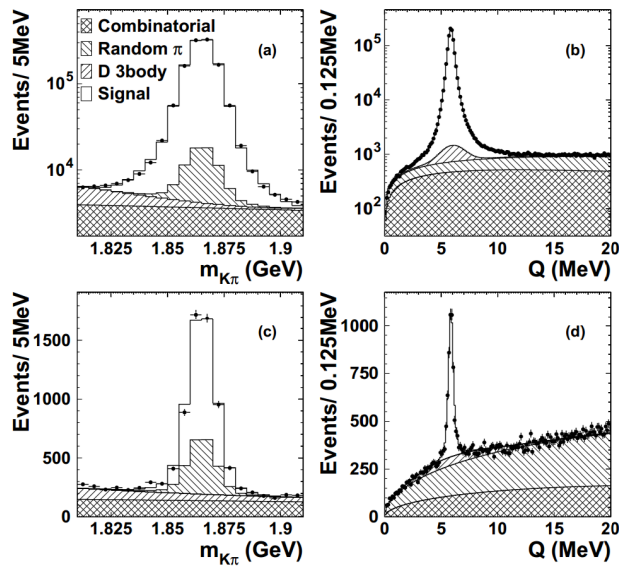 Combinatorial
Random π
D 3body
Signal
(a)
Events/ 5MeV
10⁵
10⁴
1.825 1.85 1.875 1.9
m_Kπ (GeV)
(b)
Events/ 0.125MeV
10⁵
10⁴
10³
10²
0 5 10 15 20
Q (MeV)
(c)
Events/ 5MeV
1500
1000
500
0
1.825 1.85 1.875 1.9
m_Kπ (GeV)
(d)
Events/ 0.125MeV
1000
750
500
250
0
0 5 10 15 20
Q (MeV)